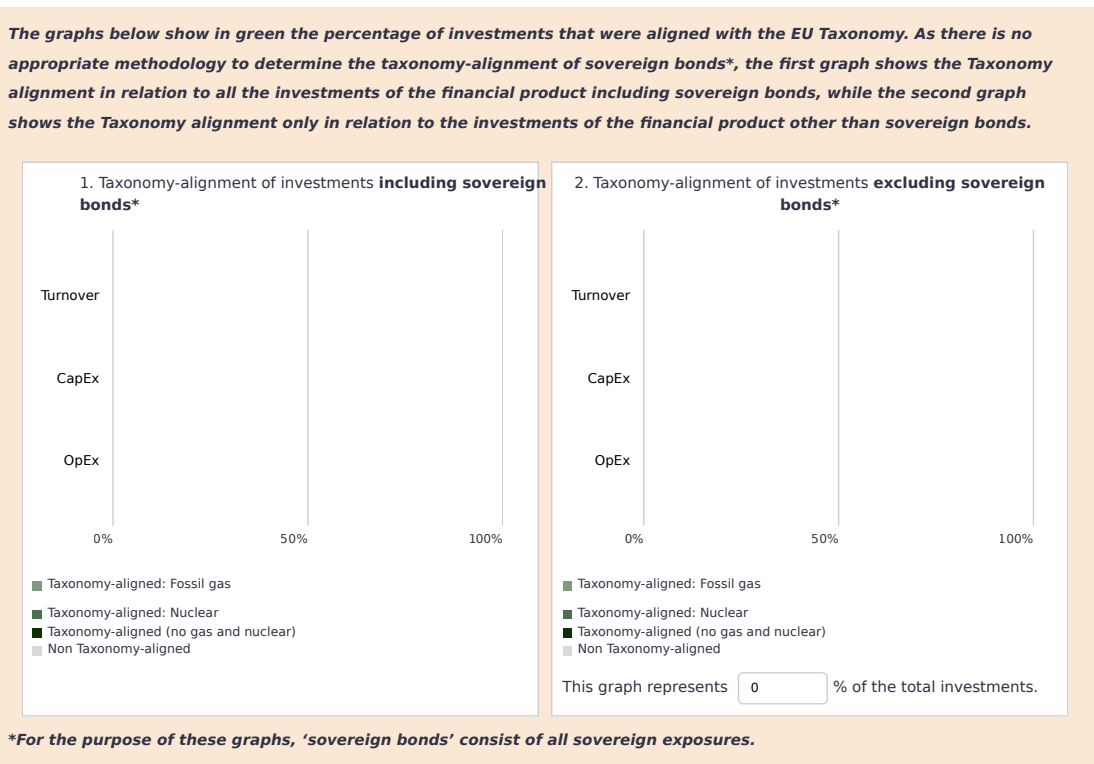 The graphs below show in green the percentage of investments that were aligned with the EU Taxonomy. As there is no
appropriate methodology to determine the taxonomy-alignment of sovereign bonds*, the first graph shows the Taxonomy
alignment in relation to all the investments of the financial product including sovereign bonds, while the second graph
shows the Taxonomy alignment only in relation to the investments of the financial product other than sovereign bonds.
1. Taxonomy-alignment of investments including sovereign
bonds*
Turnover
CapEx
OpEx
0% 50% 100%
Taxonomy-aligned: Fossil gas
Taxonomy-aligned: Nuclear
Taxonomy-aligned (no gas and nuclear)
Non Taxonomy-aligned
2. Taxonomy-alignment of investments excluding sovereign
bonds*
Turnover
CapEx
OpEx
0% 50% 100%
Taxonomy-aligned: Fossil gas
Taxonomy-aligned: Nuclear
Taxonomy-aligned (no gas and nuclear)
Non Taxonomy-aligned
This graph represents 0 % of the total investments.
*For the purpose of these graphs, ‘sovereign bonds’ consist of all sovereign exposures.